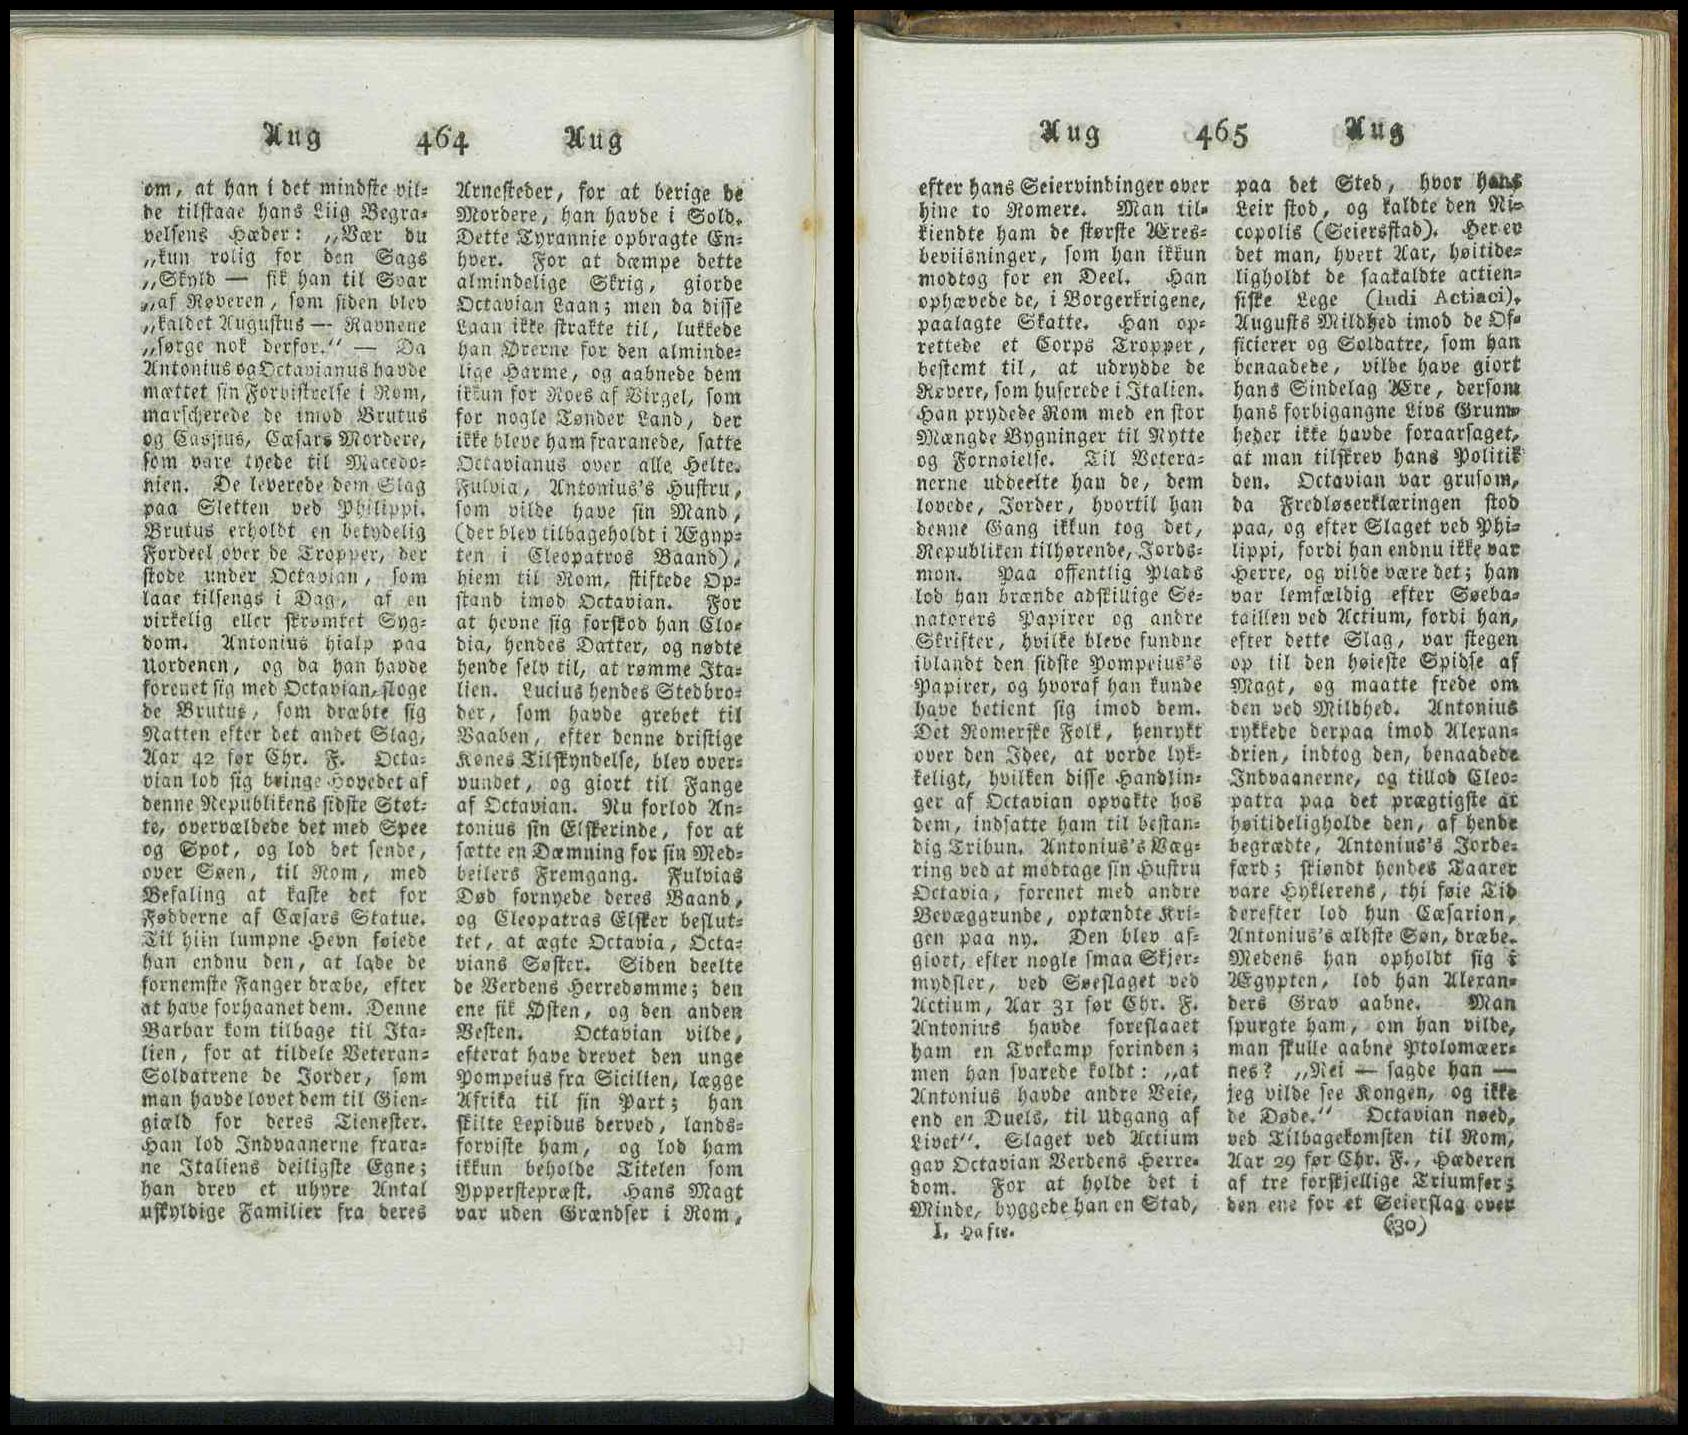 Aug 464 Aug
om, at han i det mindste vil-
de tilstaae hans Liig Begra-
velsens Hæder: „Vær du
„kun rolig for den Sags
„Skyld — fik han til Svar
„af Røveren, som siden blev
„kaldet Augustus — Ravnene
„sørge nok derfor.“ — Da
Antonius og Octavianus havde
mættet sin Forvistrelse i Rom,
marscherede de imod Brutus
og Cassius, Cæsars Mordere,
som vare tyede til Macedo-
nien. De leverede dem Slag
paa Sletten ved Philippi.
Brutus erholdt en betydelig
Fordeel over de Tropper, der
stode under Octavian, som
laae tilsengs i Dag, af en
virkelig eller skrømtet Syg-
dom. Antonius hialp paa
Uordenen, og da han havde
forenet sig med Octavian, sloge
de Brutus, som dræbte sig
Natten efter det andet Slag,
Aar 42 før Chr. F. Octa-
vian lod sig bringe Hovedet af
denne Republikens sidste Støt-
te, overvældede det med Spee
og Spot, og lod det sende,
over Søen, til Rom, med
Befaling at kaste det for
Fødderne af Cæsars Statue.
Til hiin lumpne Hevn føiede
han endnu den, at lade de
fornemste Fanger dræbe, efter
at have forhaanet dem. Denne
Barbar kom tilbage til Ita-
lien, for at tildele Veteran-
Soldatrene de Jorder, som
man havde lovet dem til Gien-
giæld for deres Tienester.
Han lod Indvaanerne frara-
ne Italiens deiligste Egne;
han drev et uhyre Antal
uskyldige Familier fra deres
Arnesteder, for at berige de
Mordere, han havde i Sold.
Dette Tyrannie opbragte En-
hver. For at dæmpe dette
almindelige Skrig, giorde
Octavian Laan; men da disse
Laan ikke strakte til, lukkede
han Ørerne for den alminde-
lige Harme, og aabnede dem
ikkun for Roes af Virgel, som
for nogle Tønder Land, der
ikke bleve ham fraranede, satte
Octavianus over alle Helte.
Fulvia, Antonius's Hustru,
som vilde have sin Mand,
(der blev tilbageholdt i Ægyp-
ten i Cleopatros Baand),
hiem til Rom, stiftede Op-
stand imod Octavian. For
at hevne sig forskod han Clo-
dia, hendes Datter, og nødte
hende selv til, at rømme Ita-
lien. Lucius hendes Stedbro-
der, som havde grebet til
Vaaben, efter denne dristige
Kones Tilskyndelse, blev over-
vundet, og giort til Fange
af Octavian. Nu forlod An-
tonius sin Elskerinde, for at
sætte en Dæmning for sin Med-
beilers Fremgang. Fulvias
Død fornyede deres Baand,
og Cleopatras Elsker beslut-
tet, at ægte Octavia, Octa-
vians Søster. Siden deelte
de Verdens Herredømme; den
ene fik Østen, og den anden
Vesten. Octavian vilde,
efterat have drevet den unge
Pompeius fra Sicilien, lægge
Afrika til sin Part; han
skilte Lepidus derved, lands-
forviste ham, og lod ham
ikkun beholde Titelen som
Ypperstepræst. Hans Magt
var uden Grændser i Rom,
Aug 465 Aug
efter hans Seiervindinger over
hine to Romere. Man til-
kiendte ham de største Æres-
beviisninger, som han ikkun
modtog for en Deel. Han
ophævede de, i Borgerkrigene,
paalagte Skatte. Han op-
rettede et Corps Tropper,
bestemt til, at udrydde de
Røvere, som huserede i Italien.
Han prydede Rom med en stor
Mængde Bygninger til Nytte
og Fornøielse. Til Vetera-
nerne uddeelte han de, dem
lovede, Jorder, hvortil han
denne Gang ikkun tog det,
Republiken tilhørende, Jords-
mon. Paa offentlig Plads
lod han brænde adskillige Se-
natorers Papirer og andre
Skrifter, hvilke bleve fundne
iblandt den sidste Pompeius's
Papirer, og hvoraf han kunde
have betient sig imod dem.
Det Romerske Folk, henrykt
over den Idee, at vorde lyk-
keligt, hvilken disse Handlin-
ger af Octavian opvakte hos
dem, indsatte ham til bestan-
dig Tribun. Antonius's Væg-
ring ved at modtage sin Hustru
Octavia, forenet med andre
Bevæggrunde, optændte Kri-
gen paa ny. Den blev af-
giort, efter nogle smaa Skjer-
mydsler, ved Søeslaget ved
Actium, Aar 31 før Chr. F.
Antonius havde foreslaaet
ham en Tvekamp forinden;
men han svarede koldt: „at
Antonius havde andre Veie,
end en Duels, til Udgang af
Livet“. Slaget ved Actium
gav Octavian Verdens Herre-
dom. For at holde det i
Minde, byggede han en Stad,
I. Hafte.
paa det Sted, hvor hans
Leir stod, og kaldte den Ni-
copolis (Seiersstad). Her er
det man, hvert Aar, høitide-
ligholdt de saakaldte actien-
siske Lege (ludi Actiaci).
Augusts Mildhed imod de Of-
ficierer og Soldatre, som han
benaadede, vilde have giort
hans Sindelag Ære, dersom
hans forbigangne Livs Grum-
heder ikke havde foraarsaget,
at man tilskrev hans Politik
den. Octavian var grusom,
da Fredløserklæringen stod
paa, og efter Slaget ved Phi-
lippi, fordi han endnu ikke var
Herre, og vilde være det; han
var lemfældig efter Søeba-
taillen ved Actium, fordi han,
efter dette Slag, var stegen
op til den høieste Spidse af
Magt, og maatte frede om
den ved Mildhed. Antonius
rykkede derpaa imod Alexan-
drien, indtog den, benaadede
Indvaanerne, og tillod Cleo-
patra paa det prægtigste at
høitideligholde den, af hende
begrædte, Antonius's Jorde-
færd; skiøndt hendes Taarer
vare Hyklerens, thi føie Tid
derefter lod hun Cæsarion,
Antonius's ældste Søn, dræbe.
Medens han opholdt sig i
Ægypten, lod han Alexan-
ders Grav aabne. Man
spurgte ham, om han vilde,
man skulle aabne Ptolomæer-
nes? „Nei — sagde han —
jeg vilde see Kongen, og ikke
de Døde.“ Octavian nøed,
ved Tilbagekomsten til Rom,
Aar 29 før Chr. F., Hæderen
af tre forskjellige Triumfer;
den ene for et Seierslag over
(30)